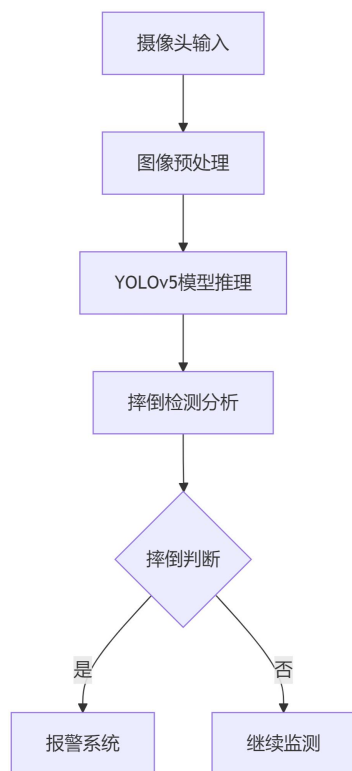 摄像头输入
图像预处理
YOLOv5模型推理
摔倒检测分析
摔倒判断
是
否
报警系统
继续监测